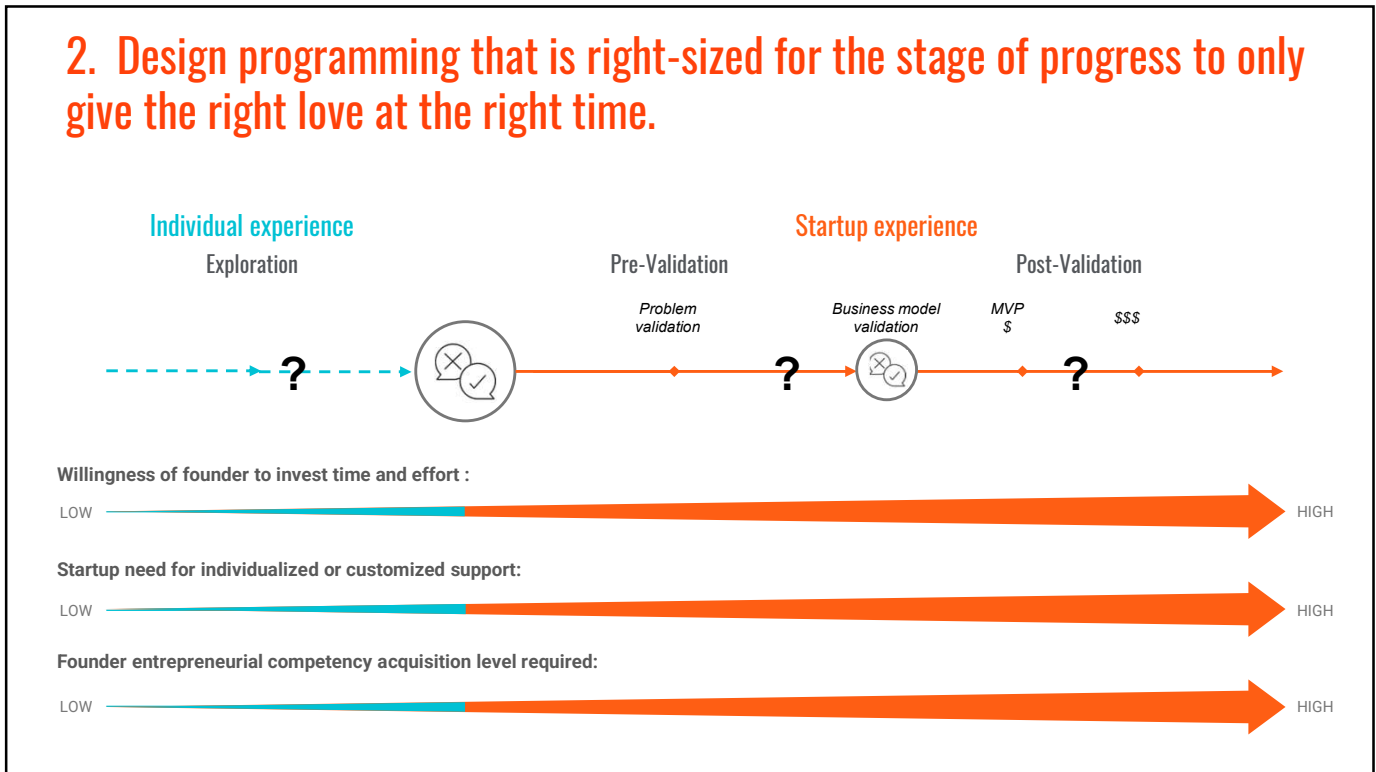 2. Design programming that is right-sized for the stage of progress to only
give the right love at the right time.
Individual experience
Startup experience
Exploration
Pre-Validation
Post-Validation
Problem
validation
Business model
validation
MVP
$
$$$
?
?
?
Willingness of founder to invest time and effort :
LOW
HIGH
Startup need for individualized or customized support:
LOW
HIGH
Founder entrepreneurial competency acquisition level required:
LOW
HIGH